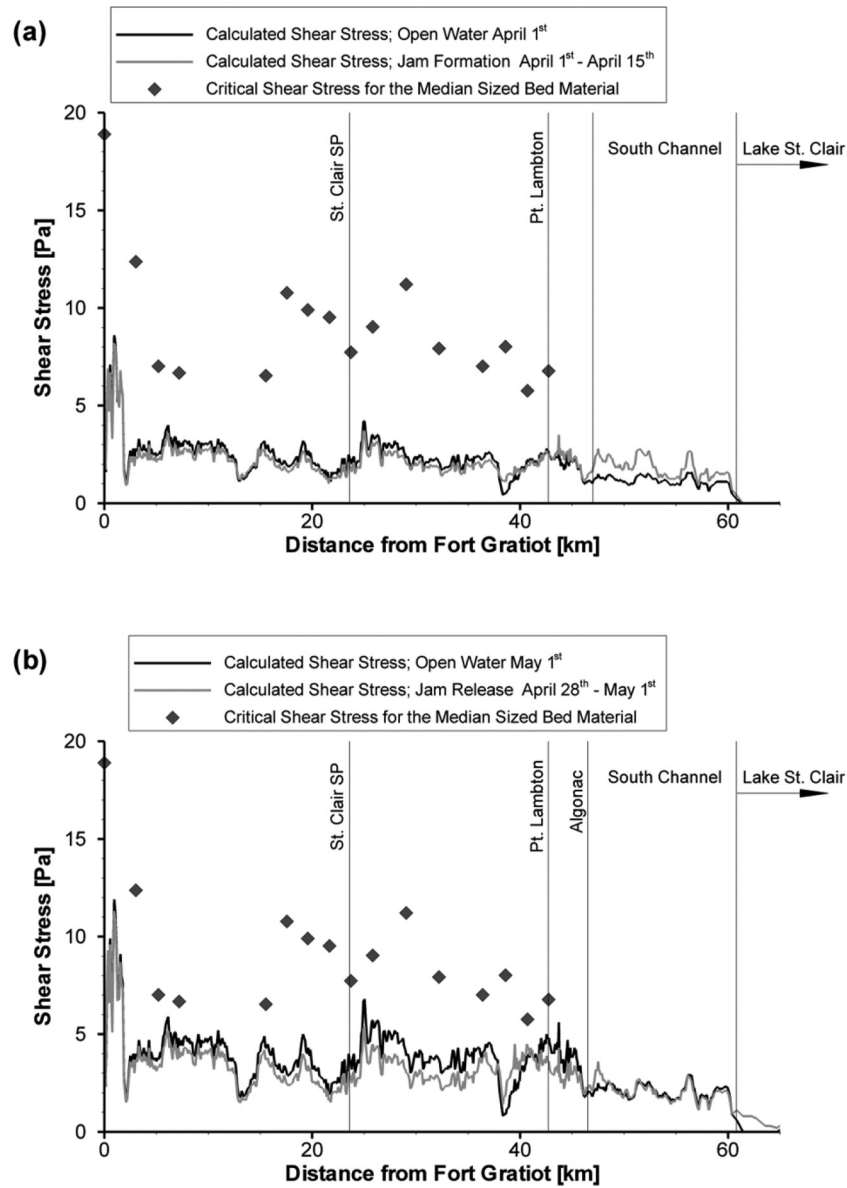 (a)
Calculated Shear Stress; Open Water April 1st
Calculated Shear Stress; Jam Formation April 1st - April 15th
Critical Shear Stress for the Median Sized Bed Material
20
15
10
5
0
Shear Stress [Pa]
St. Clair SP
Pt. Lambton
South Channel
Lake St. Clair
0 20 40 60
Distance from Fort Gratiot [km]
(b)
Calculated Shear Stress; Open Water May 1st
Calculated Shear Stress; Jam Release April 28th - May 1st
Critical Shear Stress for the Median Sized Bed Material
20
15
10
5
0
Shear Stress [Pa]
St. Clair SP
Pt. Lambton
Algonac
South Channel
Lake St. Clair
0 20 40 60
Distance from Fort Gratiot [km]